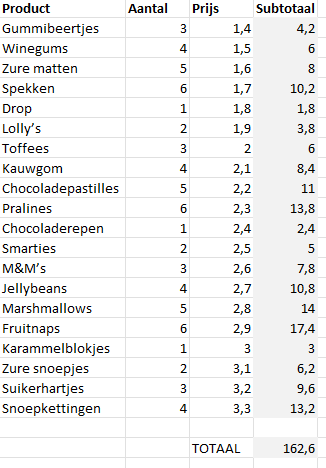 Product Aantal Prijs Subtotaal
Gummibeertjes 3 1,4 4,2
Winegums 4 1,5 6
Zure matten 5 1,6 8
Spekken 6 1,7 10,2
Drop 1 1,8 1,8
Lolly’s 2 1,9 3,8
Toffees 3 2 6
Kauwgom 4 2,1 8,4
Chocoladepastilles 5 2,2 11
Pralines 6 2,3 13,8
Chocoladerepen 1 2,4 2,4
Smarties 2 2,5 5
M&M’s 3 2,6 7,8
Jellybeans 4 2,7 10,8
Marshmallows 5 2,8 14
Fruitnaps 6 2,9 17,4
Karammelblokjes 1 3 3
Zure snoepjes 2 3,1 6,2
Suikerhartjes 3 3,2 9,6
Snoepkettingen 4 3,3 13,2
TOTAAL 162,6